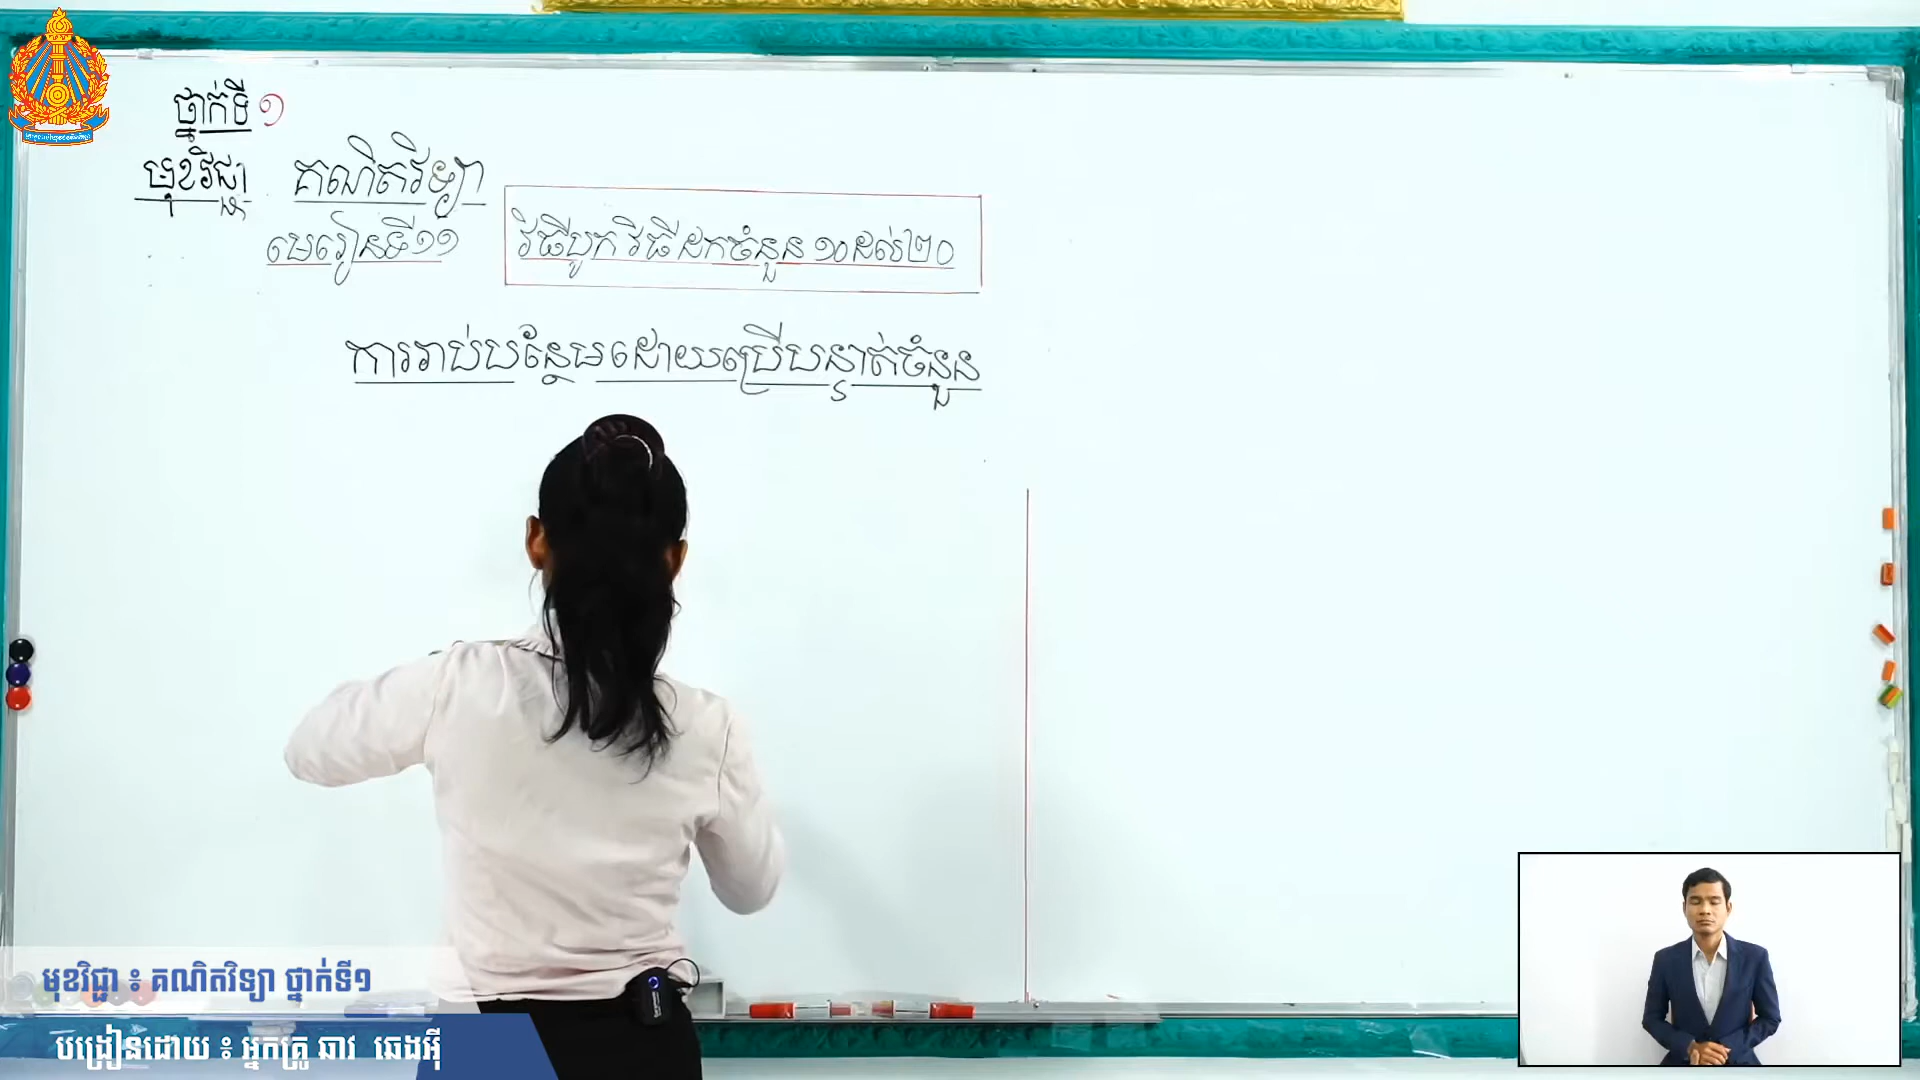 ថ្នាក់ទី ១
មុខវិជ្ជា គណិតវិទ្យា
មេរៀនទី១១ វិធីបូក វិធីដកចំនួន ១០ដល់២០
ការរាប់បន្ថែមដោយប្រើបន្ទាត់ចំនួន
មុខវិជ្ជា ៖ គណិតវិទ្យា ថ្នាក់ទី១
បង្រៀនដោយ ៖ អ្នកគ្រូ ឆាវ ឆេងអ៊ី